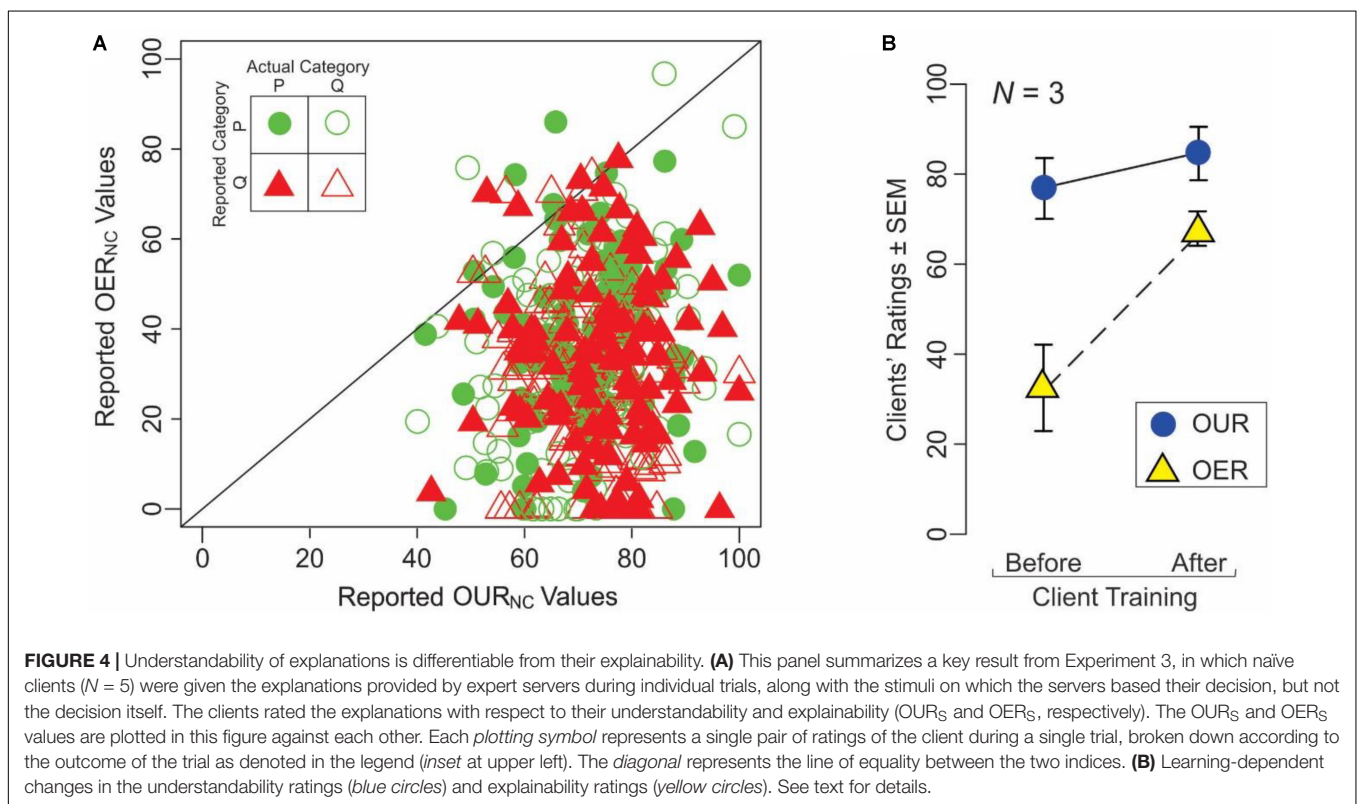 A
Actual Category
P Q
Reported Category
P
Q
Reported OER_NC Values
100
80
60
40
20
0
0 20 40 60 80 100
Reported OUR_NC Values
B
N = 3
Clients' Ratings ± SEM
100
80
60
40
20
0
OUR
OER
Before After
Client Training
FIGURE 4 | Understandability of explanations is differentiable from their explainability. (A) This panel summarizes a key result from Experiment 3, in which naïve
clients (N = 5) were given the explanations provided by expert servers during individual trials, along with the stimuli on which the servers based their decision, but not
the decision itself. The clients rated the explanations with respect to their understandability and explainability (OUR_S and OER_S, respectively). The OUR_S and OER_S
values are plotted in this figure against each other. Each plotting symbol represents a single pair of ratings of the client during a single trial, broken down according to
the outcome of the trial as denoted in the legend (inset at upper left). The diagonal represents the line of equality between the two indices. (B) Learning-dependent
changes in the understandability ratings (blue circles) and explainability ratings (yellow circles). See text for details.